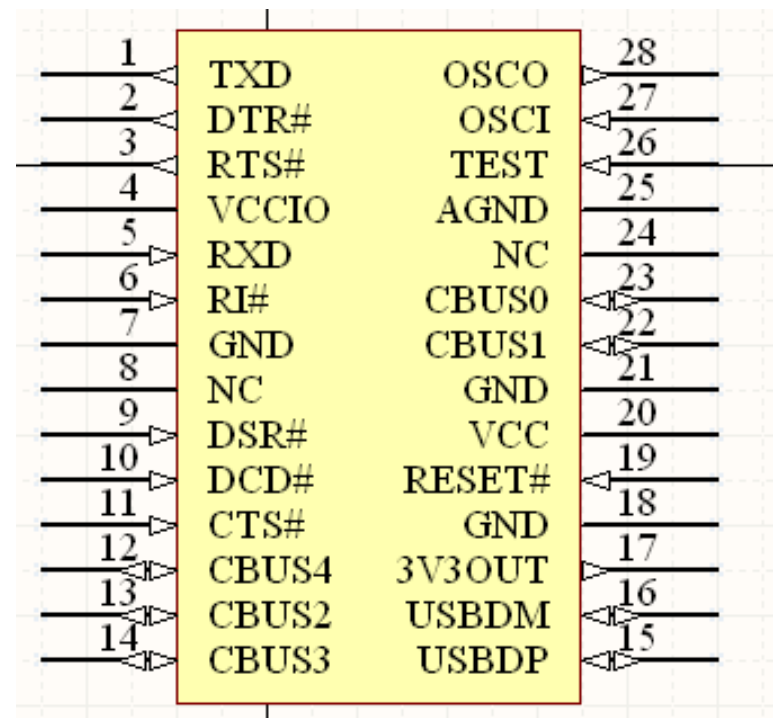 1 TXD OSCO 28
2 DTR# OSCI 27
3 RTS# TEST 26
4 VCCIO AGND 25
5 RXD NC 24
6 RI# CBUS0 23
7 GND CBUS1 22
8 NC GND 21
9 DSR# VCC 20
10 DCD# RESET# 19
11 CTS# GND 18
12 CBUS4 3V3OUT 17
13 CBUS2 USBDM 16
14 CBUS3 USBDP 15